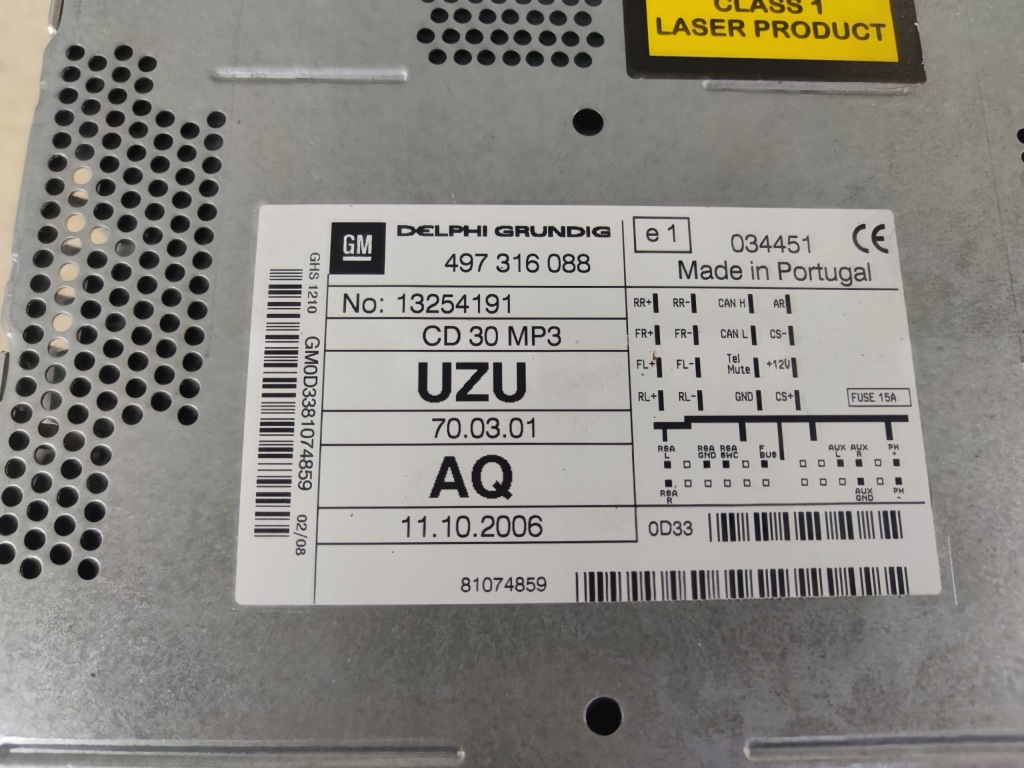 CLASS 1
LASER PRODUCT
GM
DELPHI GRUNDIG
497 316 088
No: 13254191
CD 30 MP3
UZU
70.03.01
AQ
11.10.2006
81074859
GHS 1210
GM0D3381074859
02/08
e1
034451
CE
Made in Portugal
RR+ RR- CAN H AR
FR+ FR- CAN L CS-
FL+ FL- Tel Mute +12V
RL+ RL- GND CS+
FUSE 15A
RSA L
RSA GND
RSA SWC
F BUS
AUX L
AUX R
PH +
RSA R
AUX GND
PH -
0D33